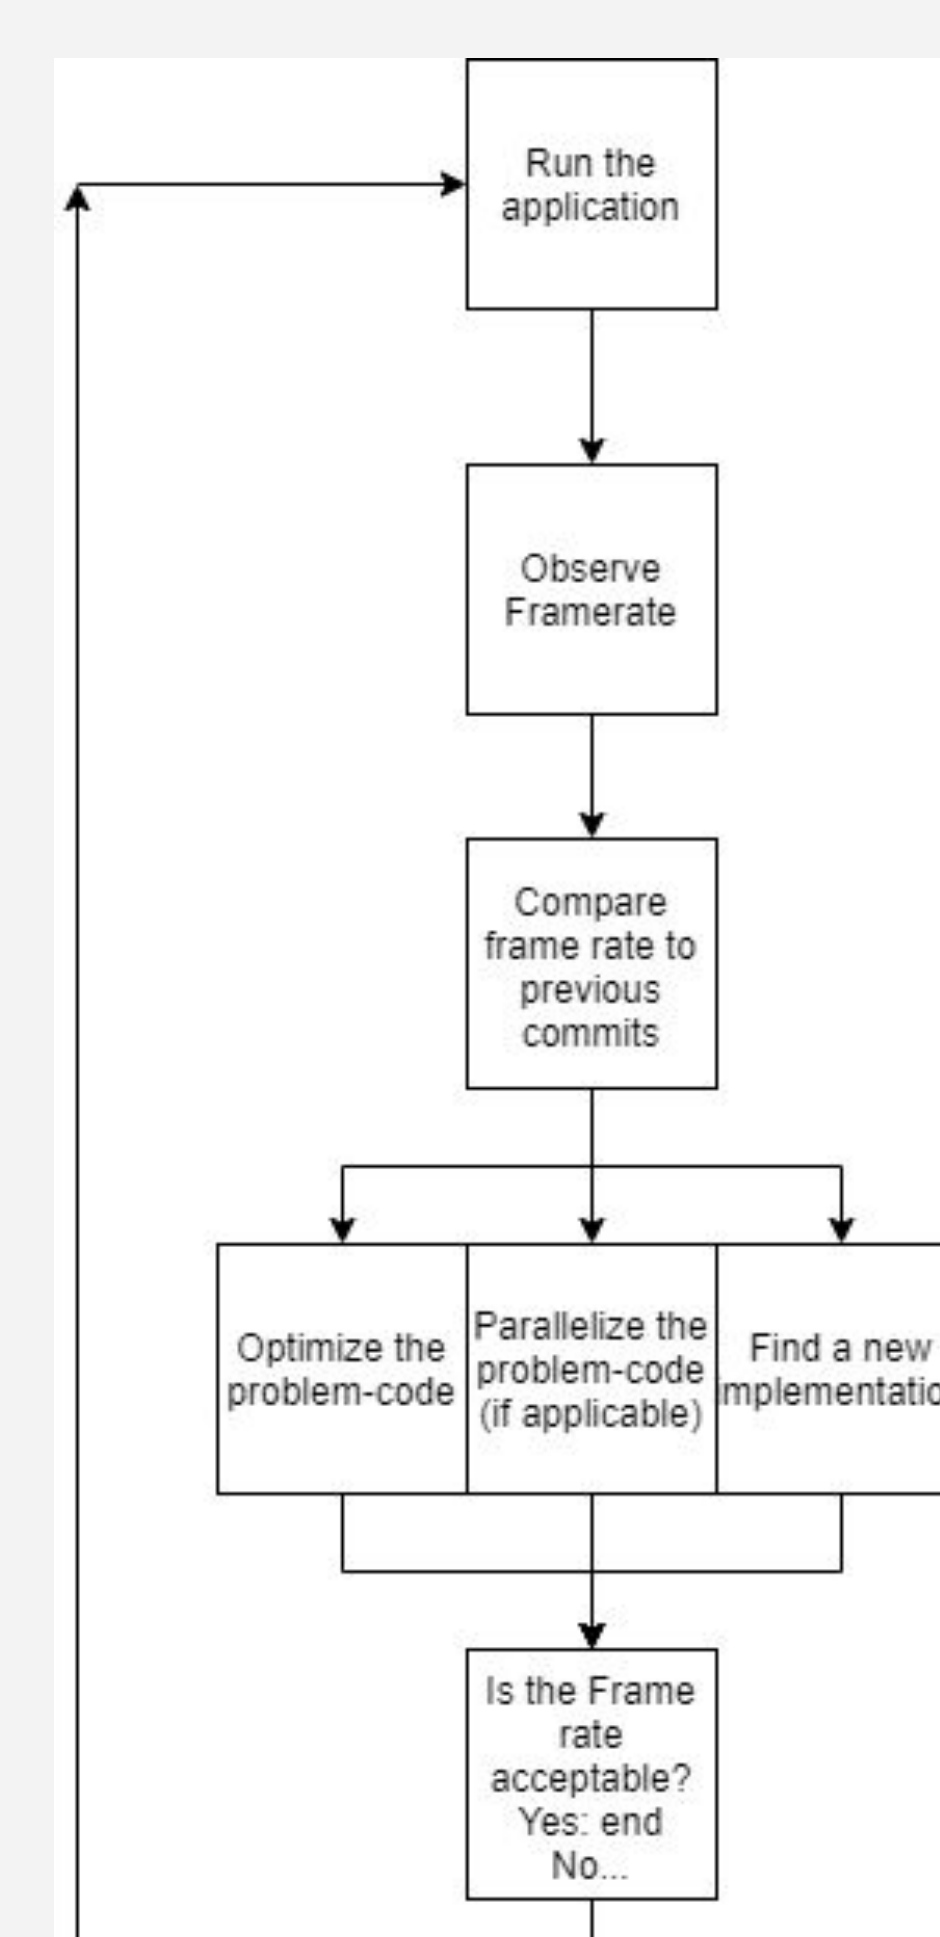 Run the
application
Observe
Framerate
Compare
frame rate to
previous
commits
Optimize the
problem-code
Parallelize the
problem-code
(if applicable)
Find a new
Is the Frame
rate
acceptable?
Yes: end
No...